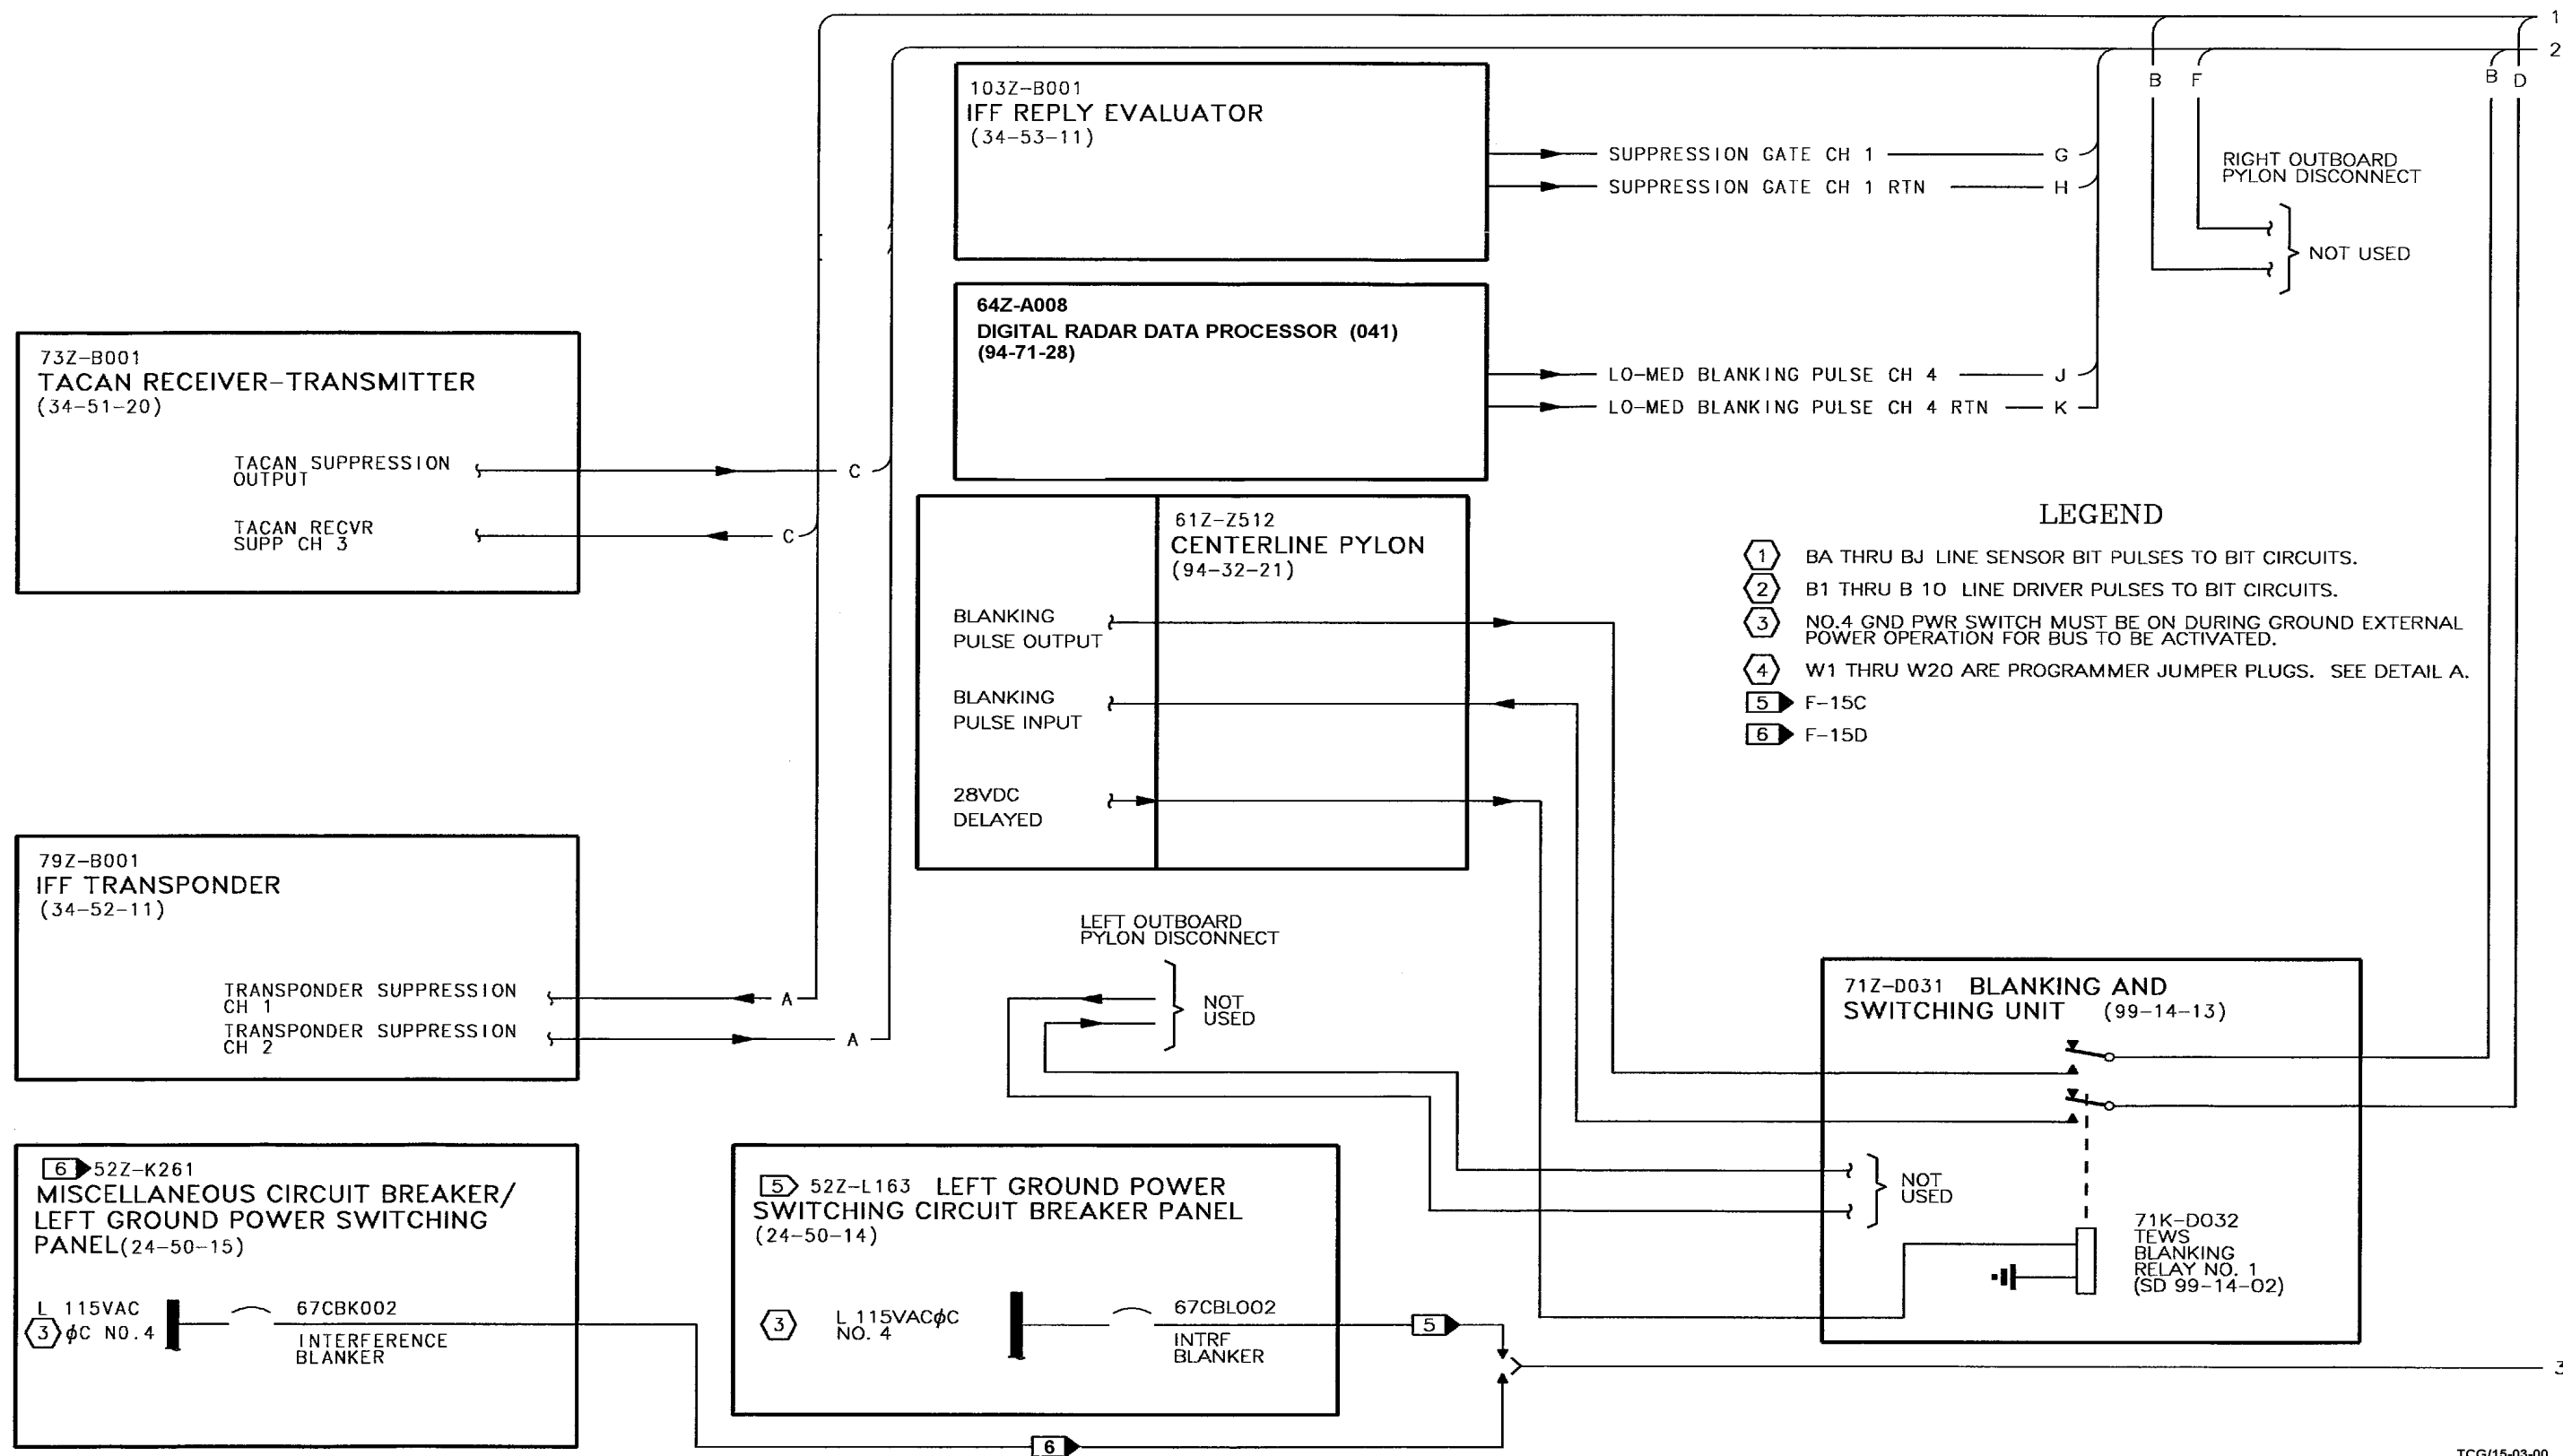 1
2
B
F
B
D
103Z-B001
IFF REPLY EVALUATOR
(34-53-11)
SUPPRESSION GATE CH 1
G
SUPPRESSION GATE CH 1 RTN
H
RIGHT OUTBOARD
PYLON DISCONNECT
NOT USED
64Z-A008
DIGITAL RADAR DATA PROCESSOR (041)
(94-71-28)
LO-MED BLANKING PULSE CH 4
J
LO-MED BLANKING PULSE CH 4 RTN
K
73Z-B001
TACAN RECEIVER-TRANSMITTER
(34-51-20)
TACAN SUPPRESSION
OUTPUT
C
TACAN RECVR
SUPP CH 3
C
61Z-Z512
CENTERLINE PYLON
(94-32-21)
BLANKING
PULSE OUTPUT
BLANKING
PULSE INPUT
28VDC
DELAYED
LEGEND
1 BA THRU BJ LINE SENSOR BIT PULSES TO BIT CIRCUITS.
2 B1 THRU B 10 LINE DRIVER PULSES TO BIT CIRCUITS.
3 NO.4 GND PWR SWITCH MUST BE ON DURING GROUND EXTERNAL
POWER OPERATION FOR BUS TO BE ACTIVATED.
4 W1 THRU W20 ARE PROGRAMMER JUMPER PLUGS. SEE DETAIL A.
5 F-15C
6 F-15D
79Z-B001
IFF TRANSPONDER
(34-52-11)
TRANSPONDER SUPPRESSION
CH 1
A
TRANSPONDER SUPPRESSION
CH 2
A
LEFT OUTBOARD
PYLON DISCONNECT
NOT
USED
71Z-D031 BLANKING AND
SWITCHING UNIT (99-14-13)
NOT
USED
71K-D032
TEWS
BLANKING
RELAY NO. 1
(SD 99-14-02)
6 52Z-K261
MISCELLANEOUS CIRCUIT BREAKER/
LEFT GROUND POWER SWITCHING
PANEL(24-50-15)
L 115VAC
3 ϕC NO.4
67CBK002
INTERFERENCE
BLANKER
5 52Z-L163 LEFT GROUND POWER
SWITCHING CIRCUIT BREAKER PANEL
(24-50-14)
3
L 115VACϕC
NO. 4
67CBL002
INTRF
BLANKER
5
3
6
TCG/15-03-00